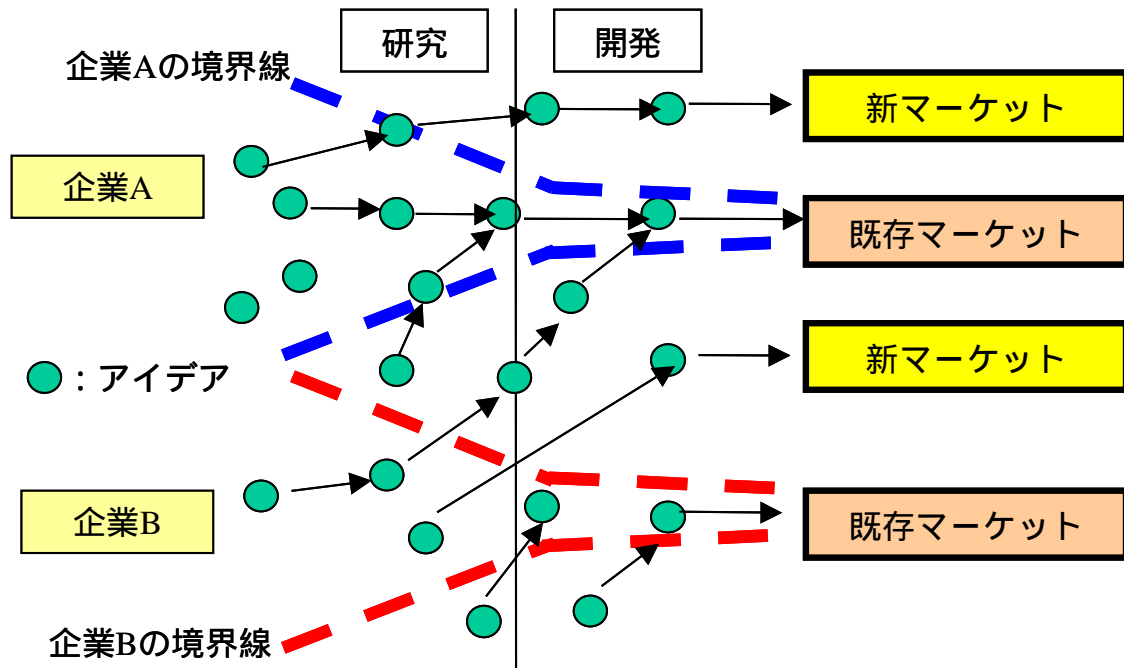 研究
開発
企業Aの境界線
新マーケット
企業A
既存マーケット
新マーケット
：アイデア
企業B
既存マーケット
企業Bの境界線